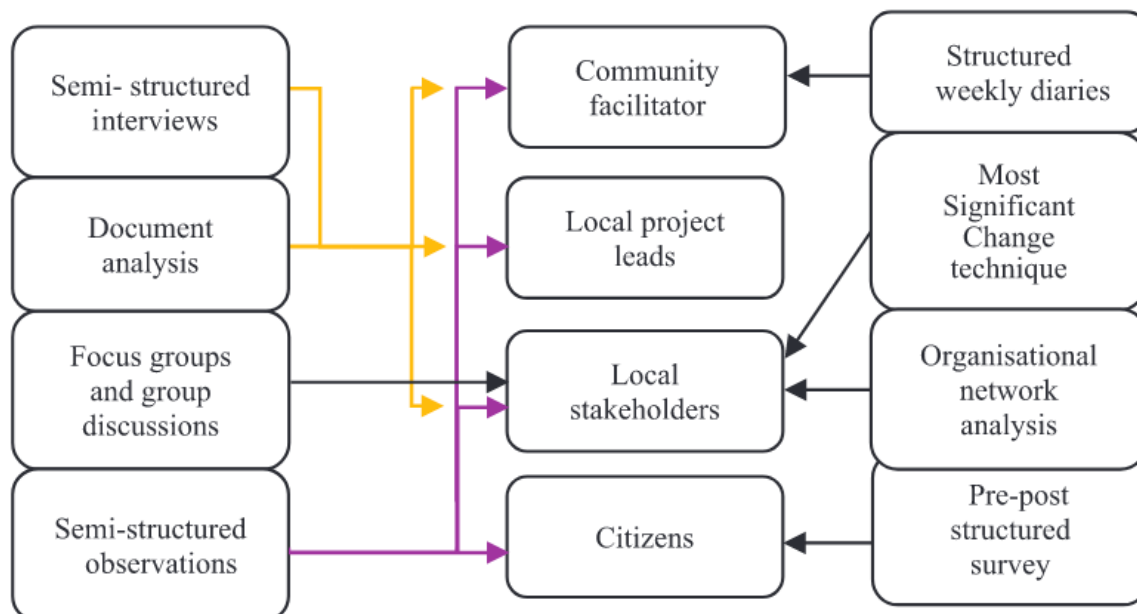 Semi- structured
interviews
Document
analysis
Focus groups
and group
discussions
Semi-structured
observations
Community
facilitator
Local project
leads
Local
stakeholders
Citizens
Structured
weekly diaries
Most
Significant
Change
technique
Organisational
network
analysis
Pre-post
structured
survey